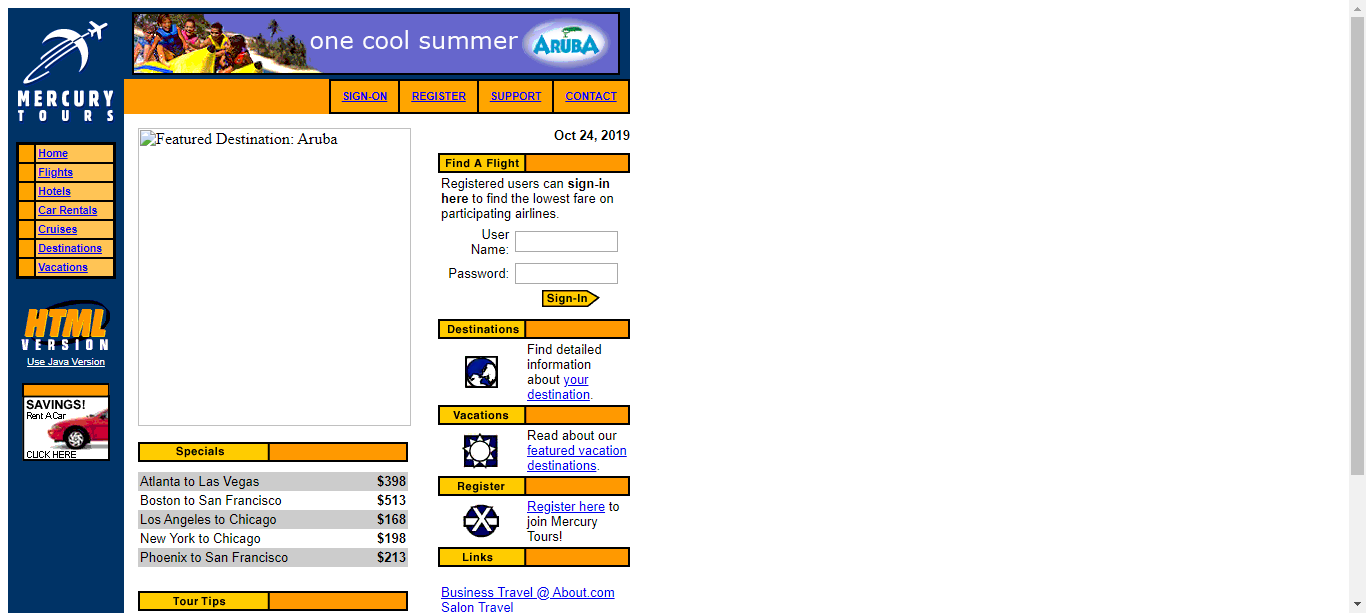 one cool summer ARUBA
MERCURY
TOURS
SIGN-ON REGISTER SUPPORT CONTACT
Home
Flights
Hotels
Car Rentals
Cruises
Destinations
Vacations
HTML
VERSION
Use Java Version
SAVINGS!
Rent A Car
CLICK HERE
Featured Destination: Aruba
Specials
Atlanta to Las Vegas $398
Boston to San Francisco $513
Los Angeles to Chicago $168
New York to Chicago $198
Phoenix to San Francisco $213
Tour Tips
Oct 24, 2019
Find A Flight
Registered users can sign-in
here to find the lowest fare on
participating airlines.
User
Name:
Password:
Sign-In
Destinations
Find detailed
information
about your
destination.
Vacations
Read about our
featured vacation
destinations.
Register
Register here to
join Mercury
Tours!
Links
Business Travel @ About.com
Salon Travel